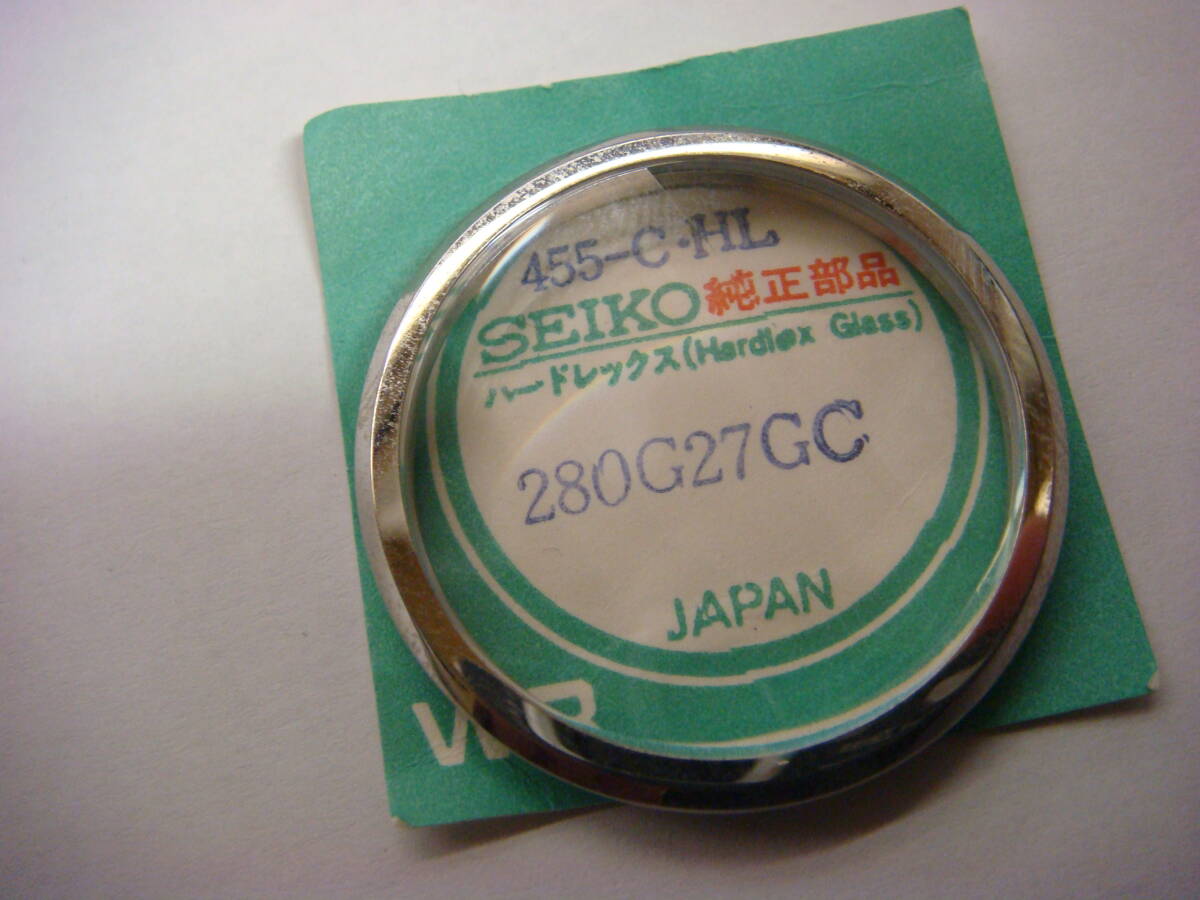 455-C·HL
SEIKO 純正部品
ハードレックス(Hardlex Glass)
280G27GC
JAPAN